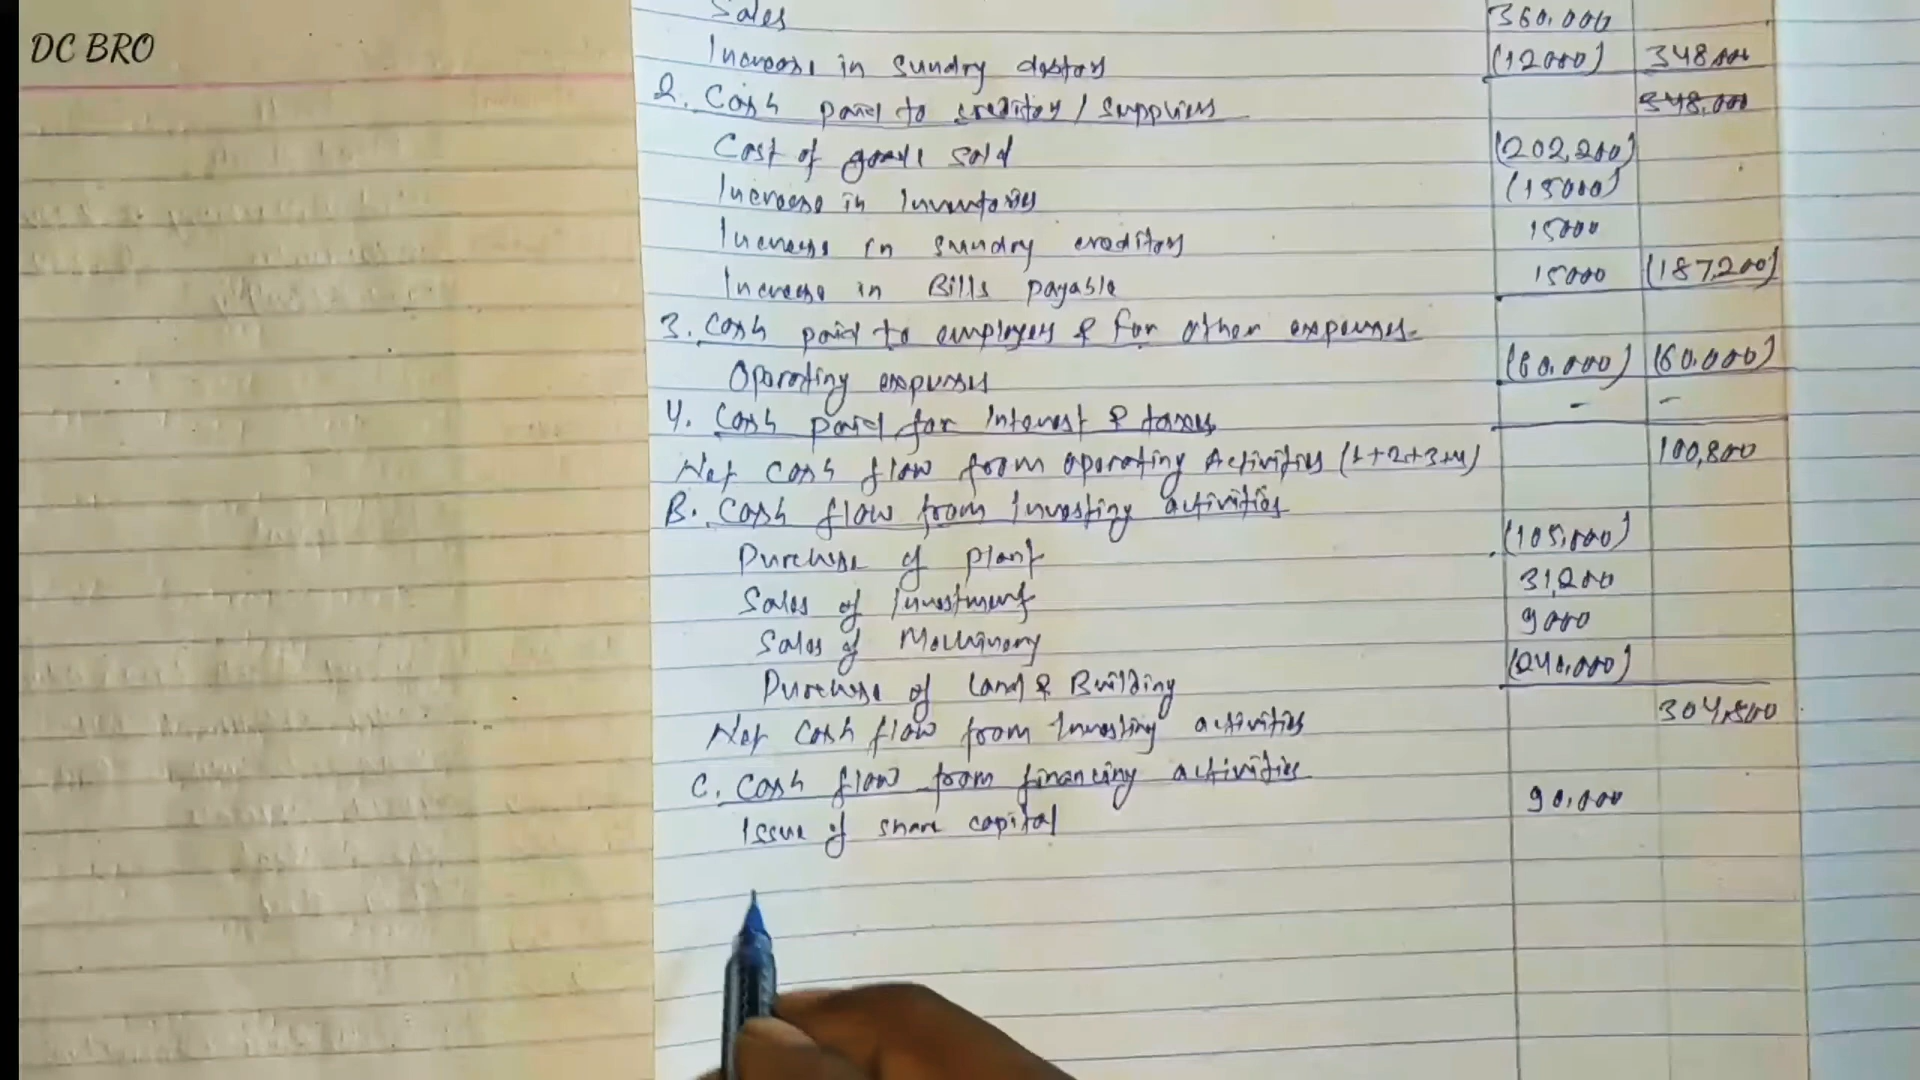 DC BRO
Sales 360,000
Increase in Sundry debtors (12000) 348,000
2. Cash paid to creditors / suppliers 348,000
Cost of goods sold (202,200)
Increase in Inventories (15000)
Increase in Sundry creditors 15000
Increase in Bills payable 15000 (187,200)
3. Cash paid to employees & for other expenses.
Operating expenses (60,000) (60,000)
4. Cash paid for Interest & taxes - -
Net cash flow from Operating Activities (1+2+3+4) 100,800
B. Cash flow from Investing activities
Purchase of plant (105,000)
Sales of Investment 31,200
Sales of Machinery 9000
Purchase of Land & Building (240,000)
Net cash flow from Investing activities 304,800
C. Cash flow from financing activities
Issue of share capital 90,000